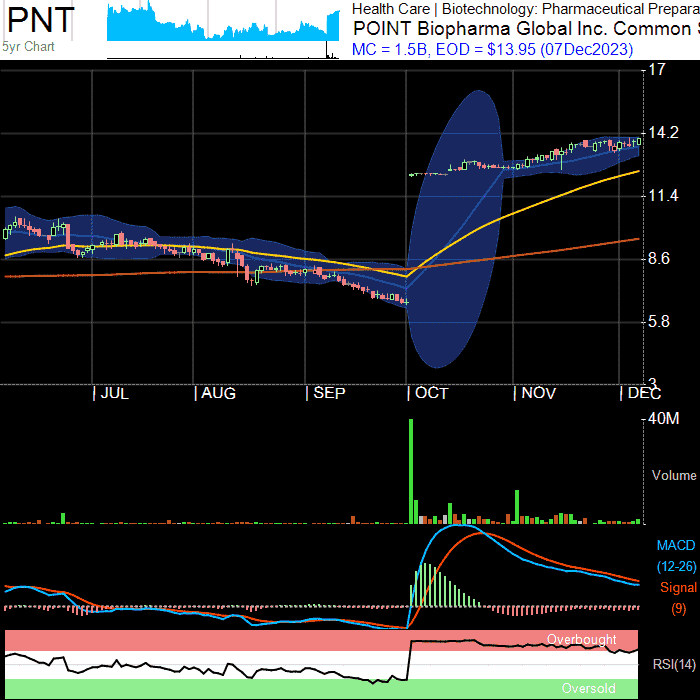 PNT
5yr Chart
Health Care | Biotechnology: Pharmaceutical Prepara
POINT Biopharma Global Inc. Common S
MC = 1.5B, EOD = $13.95 (07Dec2023)
17
14.2
11.4
8.6
5.8
3
| JUL | AUG | SEP | OCT | NOV | DEC
40M
Volume
MACD
(12-26)
Signal
(9)
Overbought
RSI(14)
Oversold